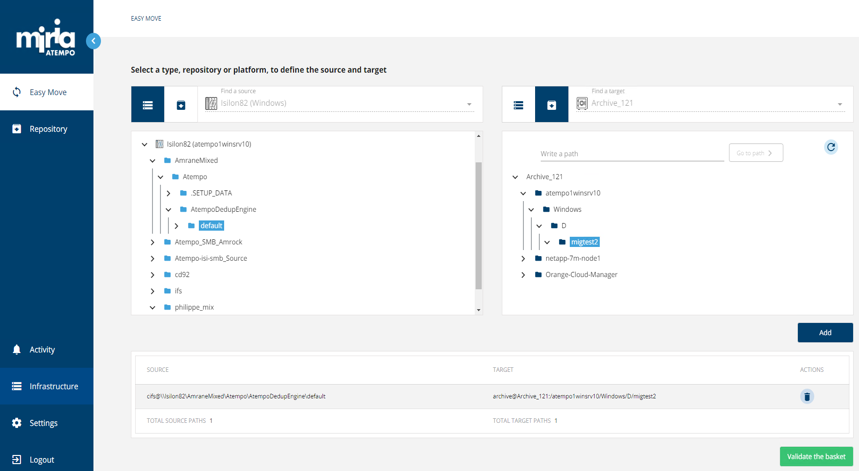 miria
ATEMPO
Easy Move
Repository
Activity
Infrastructure
Settings
Logout
EASY MOVE
Select a type, repository or platform, to define the source and target
Find a source
Isilon82 (Windows)
Isilon82 (atempo1winsrv10)
AmraneMixed
Atempo
.SETUP_DATA
AtempoDedupEngine
default
Atempo_SMB_Amrock
Atempo-isi-smb_Source
cd92
ifs
philippe_mix
Find a target
Archive_121
Write a path
Go to path
Archive_121
atempo1winsrv10
Windows
D
migtest2
netapp-7m-node1
Orange-Cloud-Manager
Add
SOURCE TARGET ACTIONS
cifs@\\Isilon82\AmraneMixed\Atempo\AtempoDedupEngine\default archive@Archive_121:/atempo1winsrv10/Windows/D/migtest2
TOTAL SOURCE PATHS 1 TOTAL TARGET PATHS 1
Validate the basket